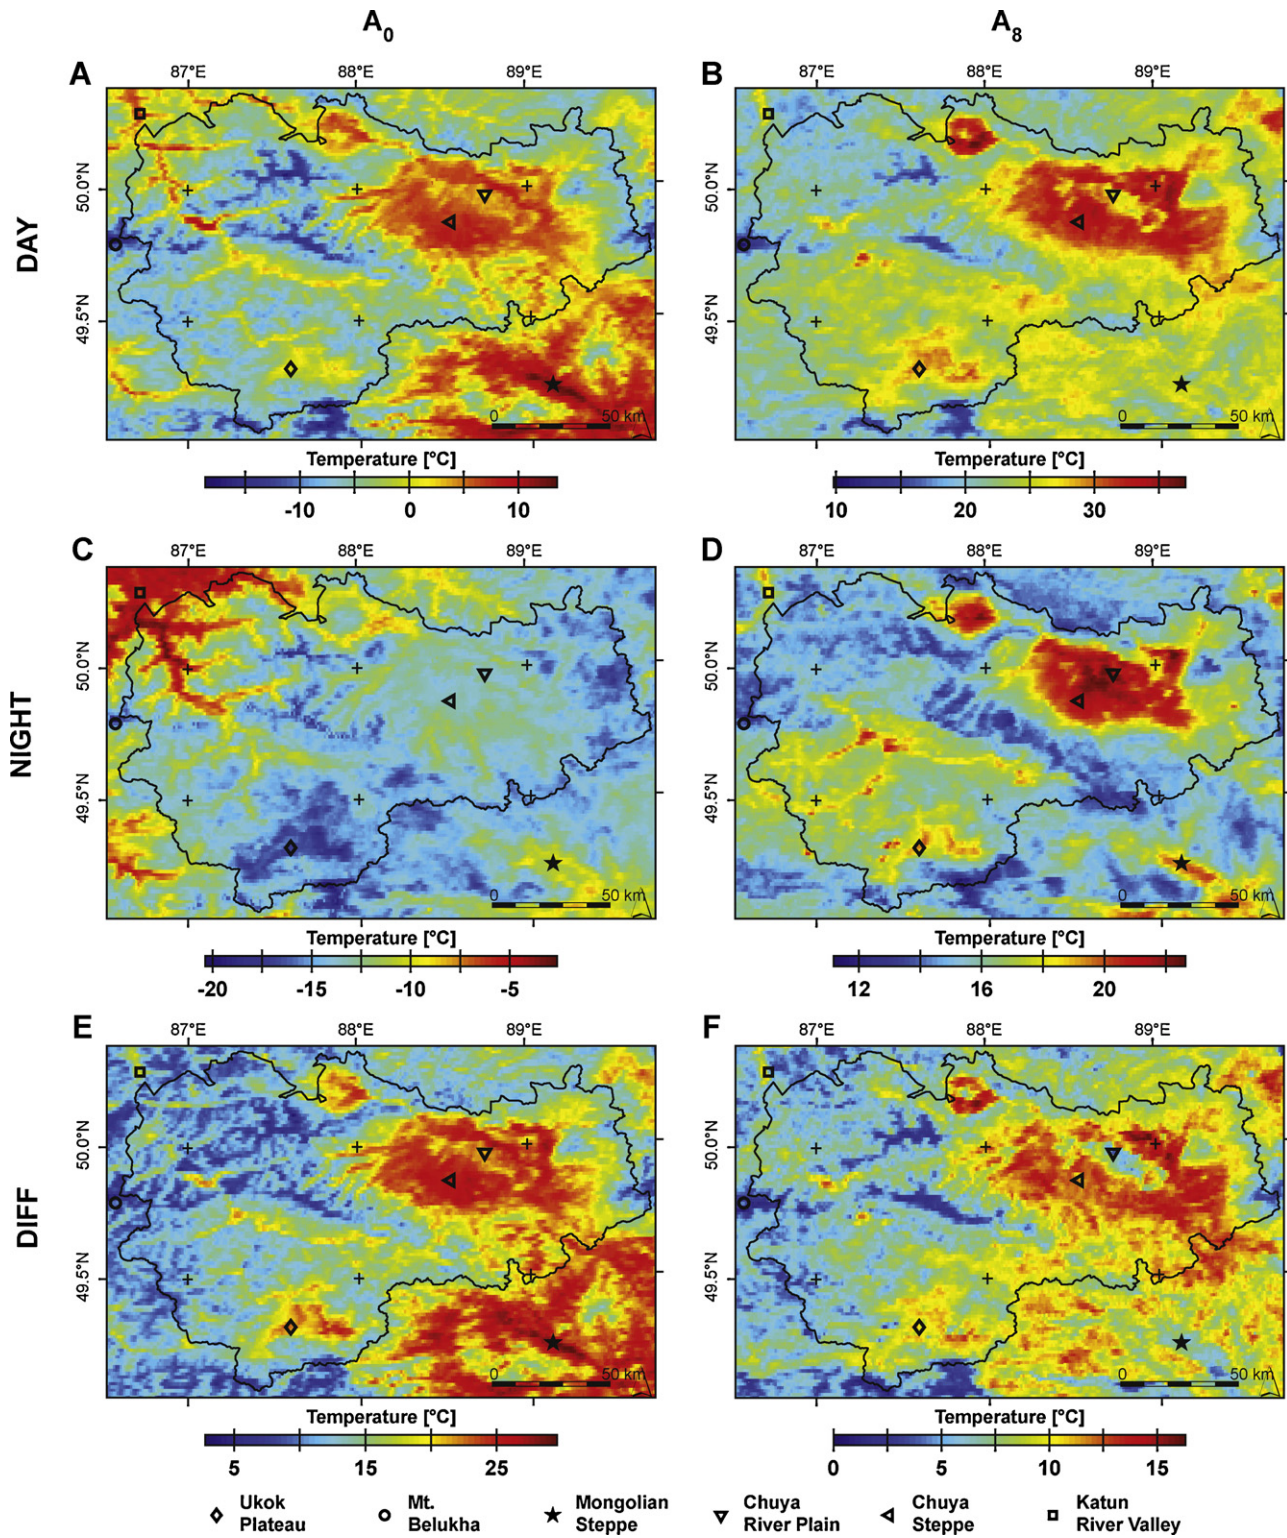 A0 A8
A B
87°E 88°E 89°E 87°E 88°E 89°E
DAY
50.0°N 50.0°N
49.5°N 49.5°N
0 50 km 0 50 km
Temperature [°C] Temperature [°C]
-10 0 10 10 20 30
C D
87°E 88°E 89°E 87°E 88°E 89°E
NIGHT
50.0°N 50.0°N
49.5°N 49.5°N
0 50 km 0 50 km
Temperature [°C] Temperature [°C]
-20 -15 -10 -5 12 16 20
E F
87°E 88°E 89°E 87°E 88°E 89°E
DIFF
50.0°N 50.0°N
49.5°N 49.5°N
0 50 km 0 50 km
Temperature [°C] Temperature [°C]
5 15 25 0 5 10 15
Ukok Mt. Mongolian Chuya Chuya Katun
Plateau Belukha Steppe River Plain Steppe River Valley